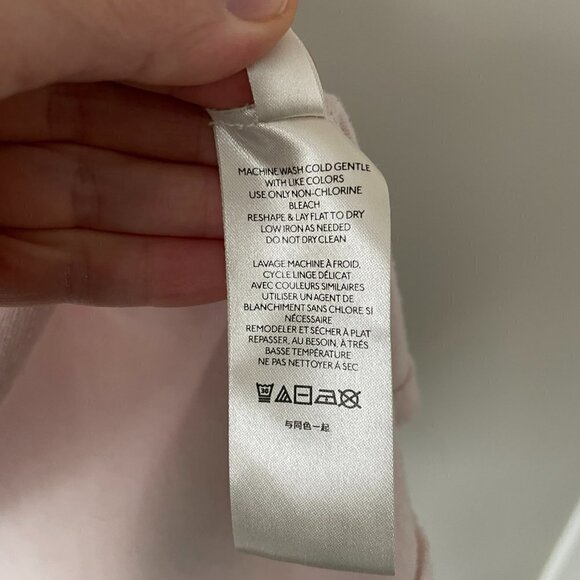 MACHINE WASH COLD GENTLE
WITH LIKE COLORS
USE ONLY NON-CHLORINE
BLEACH
RESHAPE & LAY FLAT TO DRY
LOW IRON AS NEEDED
DO NOT DRY CLEAN
LAVAGE MACHINE À FROID,
CYCLE LINGE DÉLICAT
AVEC COULEURS SIMILAIRES
UTILISER UN AGENT DE
BLANCHIMENT SANS CHLORE SI
NÉCESSAIRE
REMODELER ET SÉCHER À PLAT
REPASSER, AU BESOIN, À TRÈS
BASSE TEMPÉRATURE
NE PAS NETTOYER À SEC
30
与同色一起